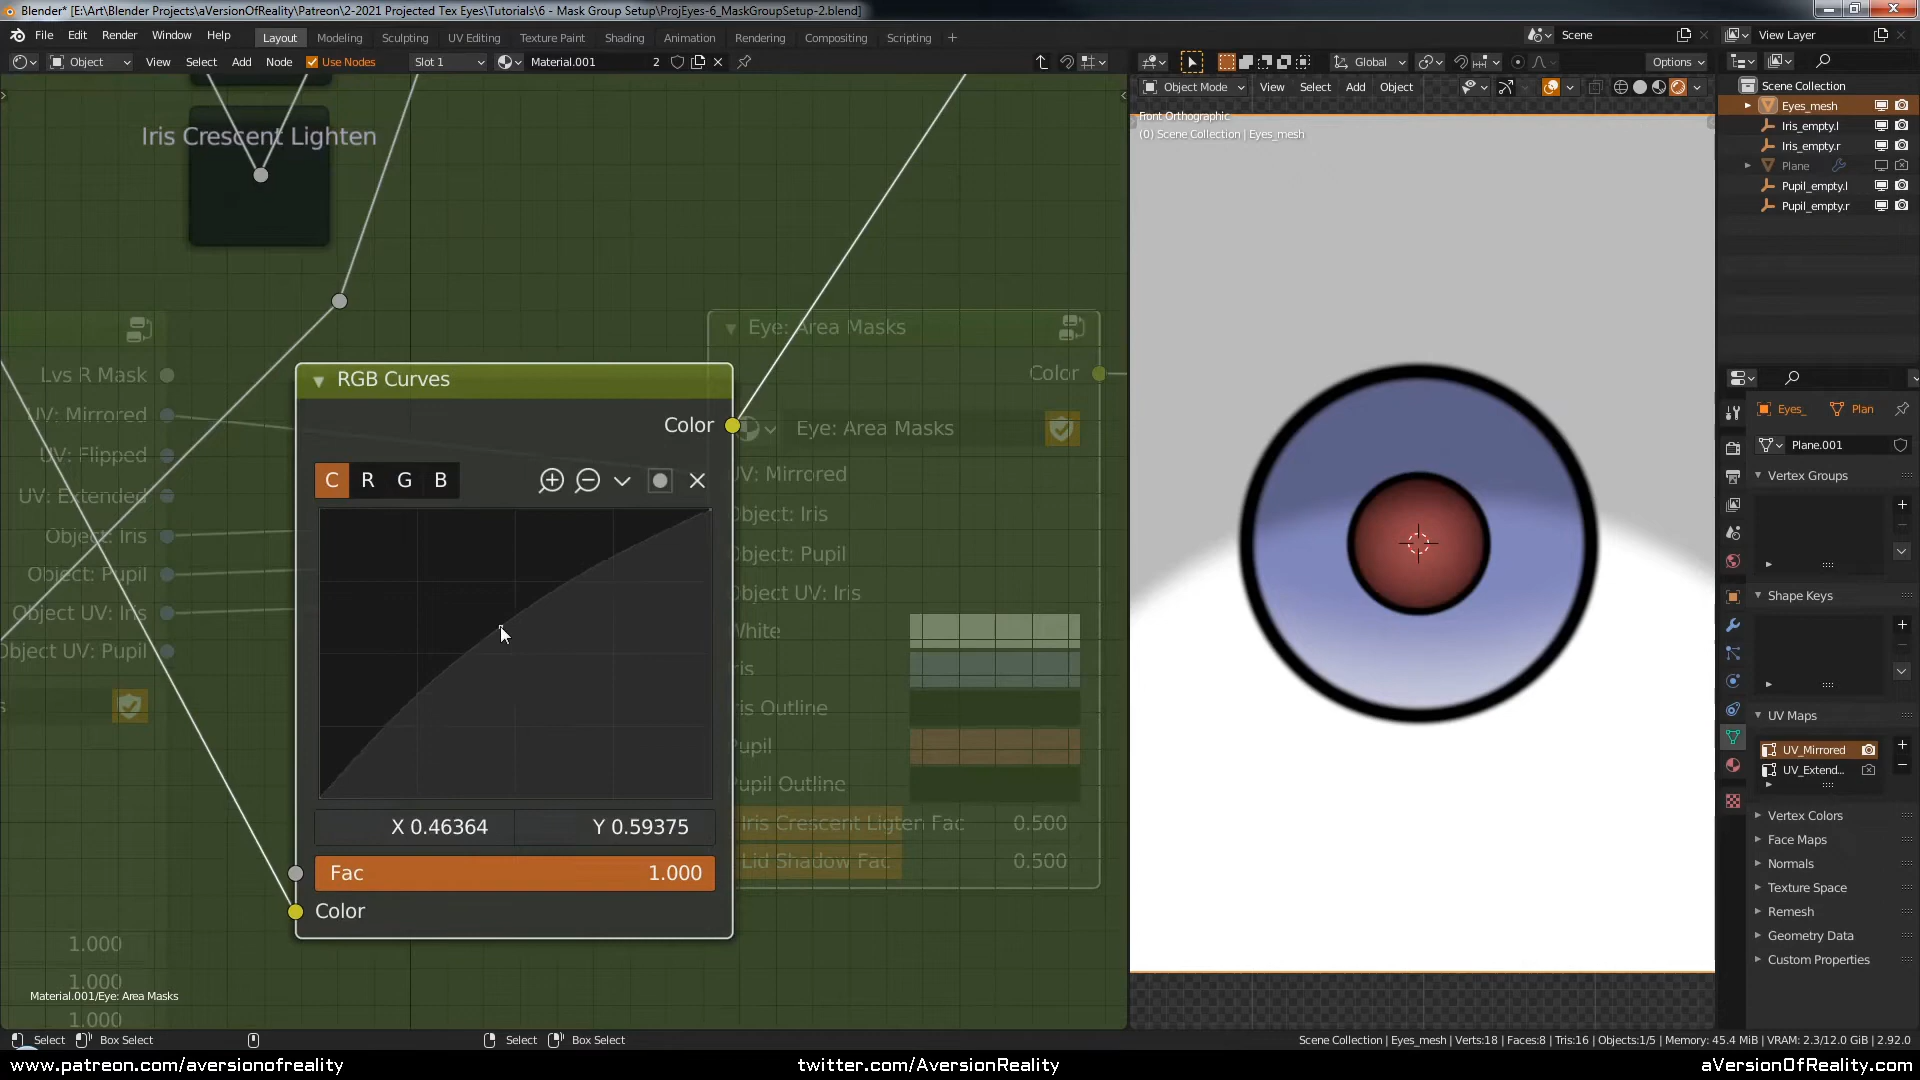 Blender* [E:\Art\Blender Projects\aVersionOfReality\Patreon\2-2021 Projected Tex Eyes\Tutorials\6 - Mask Group Setup\ProjEyes-6_MaskGroupSetup-2.blend]
File Edit Render Window Help Layout Modeling Sculpting UV Editing Texture Paint Shading Animation Rendering Compositing Scripting + Scene View Layer
Object View Select Add Node Use Nodes Slot 1 Material.001 2 Global Options
Object Mode View Select Add Object
Scene Collection
Eyes_mesh
Iris_empty.l
Iris_empty.r
Plane
Pupil_empty.l
Pupil_empty.r
Front Orthographic
(0) Scene Collection | Eyes_mesh
Iris Crescent Lighten
Lvs R Mask
UV: Mirrored
UV: Flipped
UV: Extended
Object: Iris
Object: Pupil
Object UV: Iris
Object UV: Pupil
1.000
1.000
1.000
RGB Curves
Color
C R G B
X 0.46364 Y 0.59375
Fac 1.000
Color
Eye: Area Masks
Color
Eye: Area Masks
UV: Mirrored
Object: Iris
Object: Pupil
Object UV: Iris
White
Iris
Iris Outline
Pupil
Pupil Outline
Iris Crescent Ligten Fac 0.500
Lid Shadow Fac 0.500
Eyes_ Plan
Plane.001
Vertex Groups
Shape Keys
UV Maps
UV_Mirrored
UV_Extend...
Vertex Colors
Face Maps
Normals
Texture Space
Remesh
Geometry Data
Custom Properties
Material.001/Eye: Area Masks
Select Box Select Select Box Select Scene Collection | Eyes_mesh | Verts:18 | Faces:8 | Tris:16 | Objects:1/5 | Memory: 45.4 MiB | VRAM: 2.3/12.0 GiB | 2.92.0
www.patreon.com/aversionofreality twitter.com/AversionReality aVersionOfReality.com